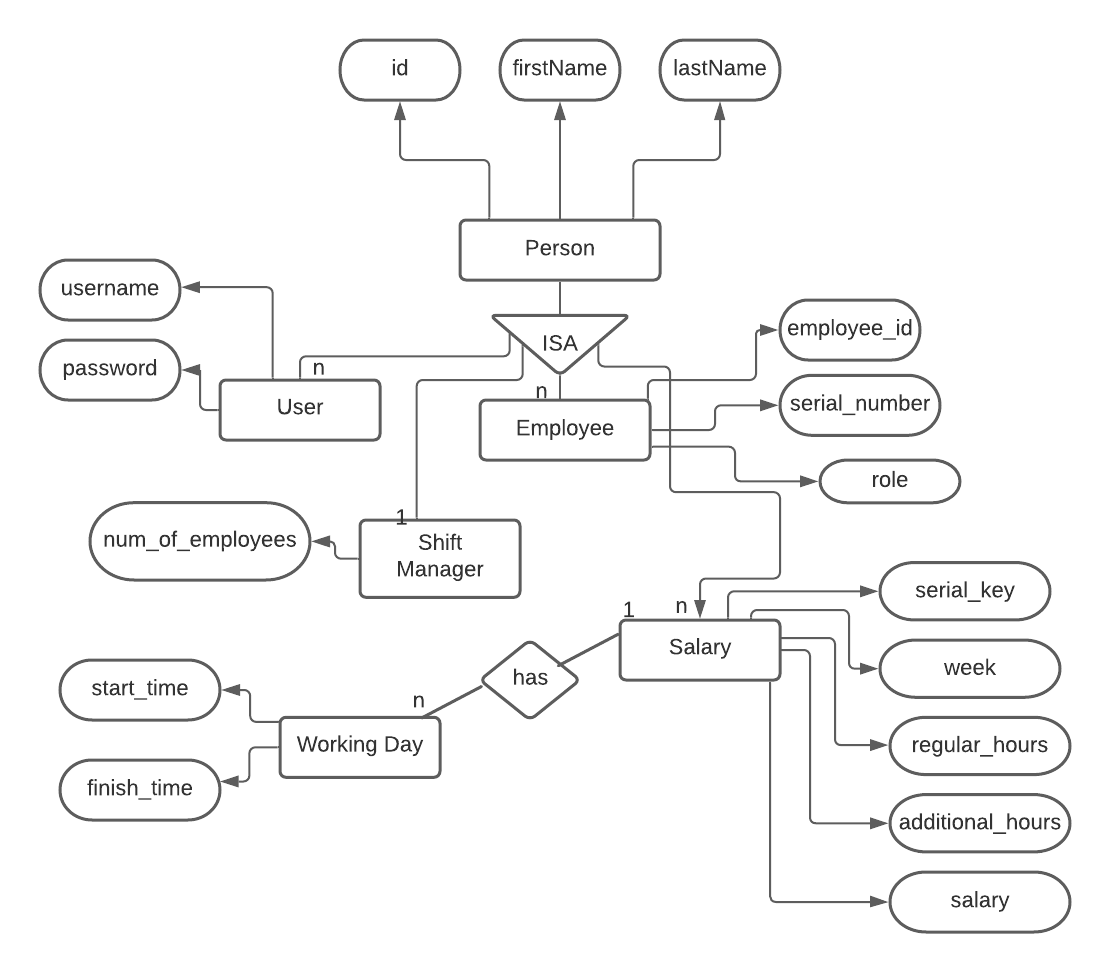 id
firstName
lastName
Person
username
ISA
employee_id
password
n
n
User
Employee
serial_number
role
1
num_of_employees
Shift
Manager
serial_key
1
n
Salary
week
has
start_time
n
Working Day
regular_hours
finish_time
additional_hours
salary